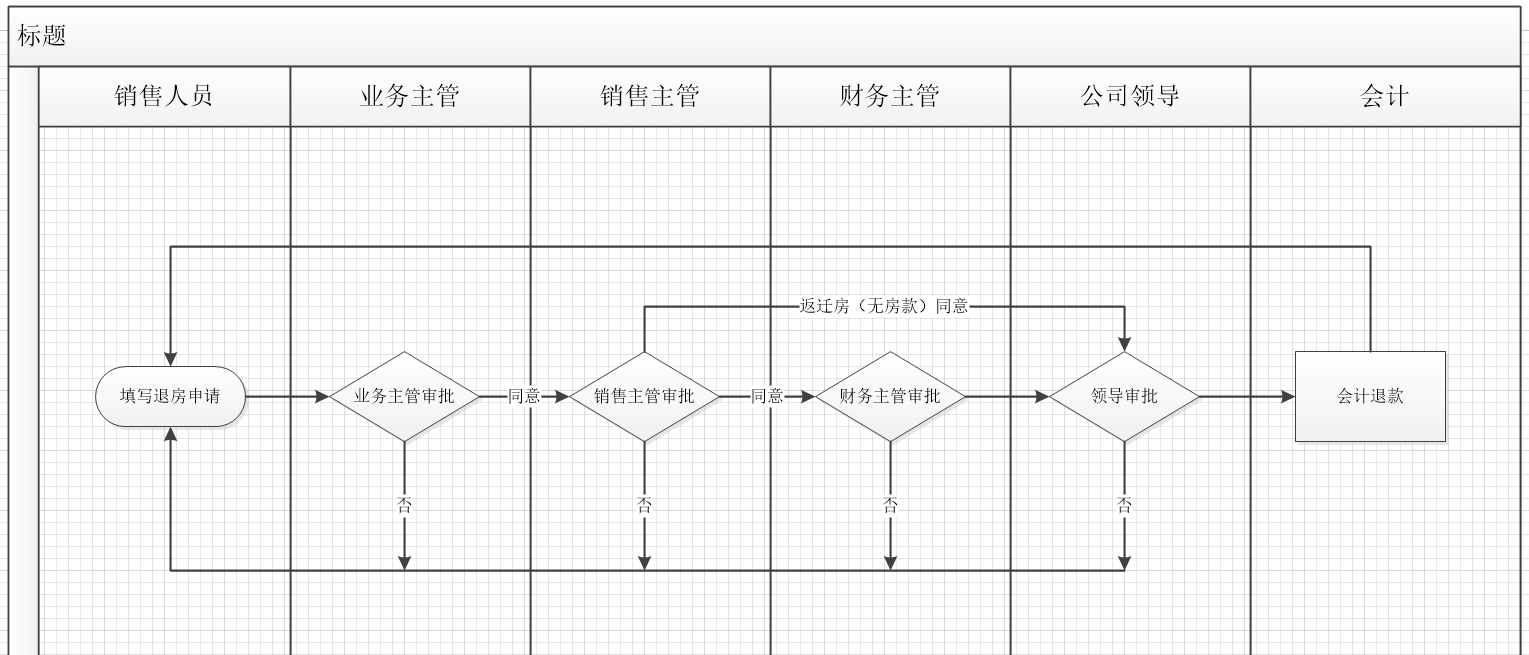 标题
销售人员
业务主管
销售主管
财务主管
公司领导
会计
返迁房（无房款）同意
填写退房申请
业务主管审批
同意
销售主管审批
同意
财务主管审批
领导审批
会计退款
否
否
否
否